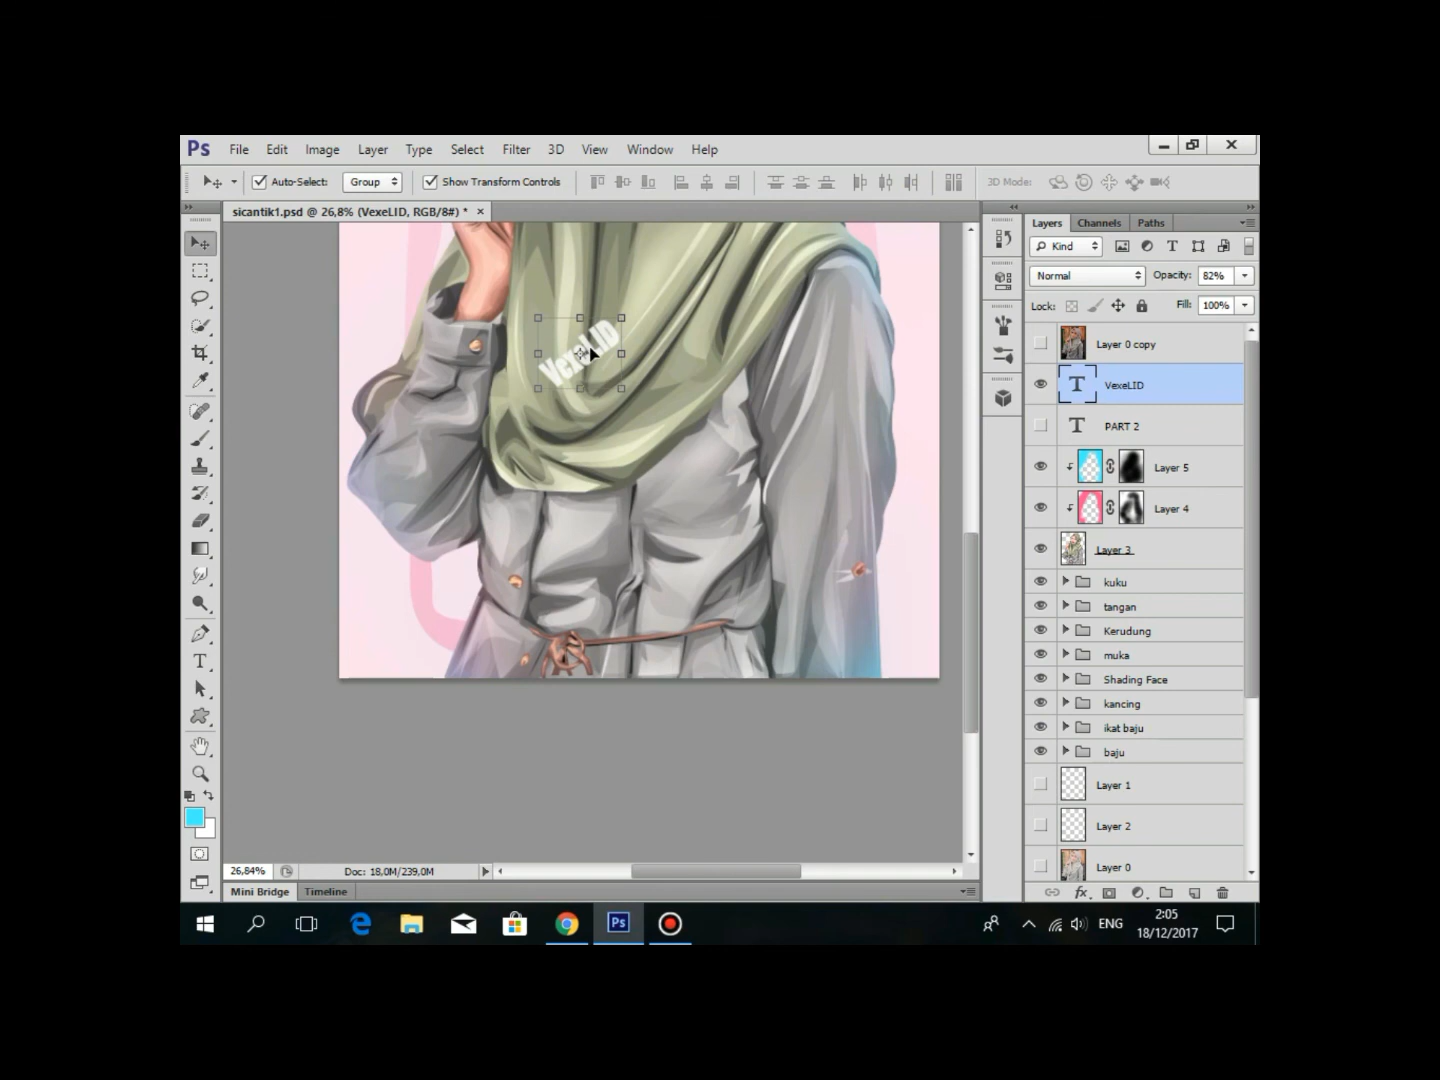 Ps File Edit Image Layer Type Select Filter 3D View Window Help
Auto-Select: Group Show Transform Controls 3D Mode:
sicantik1.psd @ 26,8% (VexeLID, RGB/8#) *
Layers Channels Paths
Kind
Normal Opacity: 82%
Lock: Fill: 100%
Layer 0 copy
VexeLID
VexeLID
PART 2
Layer 5
Layer 4
Layer 3
kuku
tangan
Kerudung
muka
Shading Face
kancing
ikat baju
baju
Layer 1
Layer 2
Layer 0
26,84% Doc: 18,0M/239,0M
Mini Bridge Timeline
fx
Ps ENG 2:05
18/12/2017